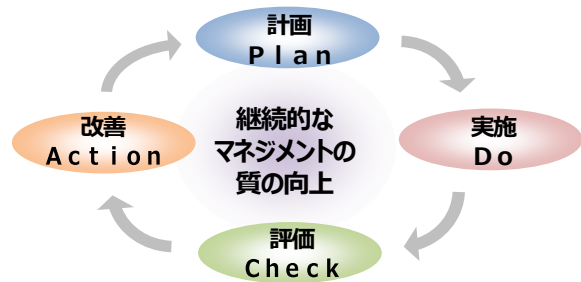 計画
Plan
実施
Do
評価
Check
改善
Action
継続的な
マネジメントの
質の向上